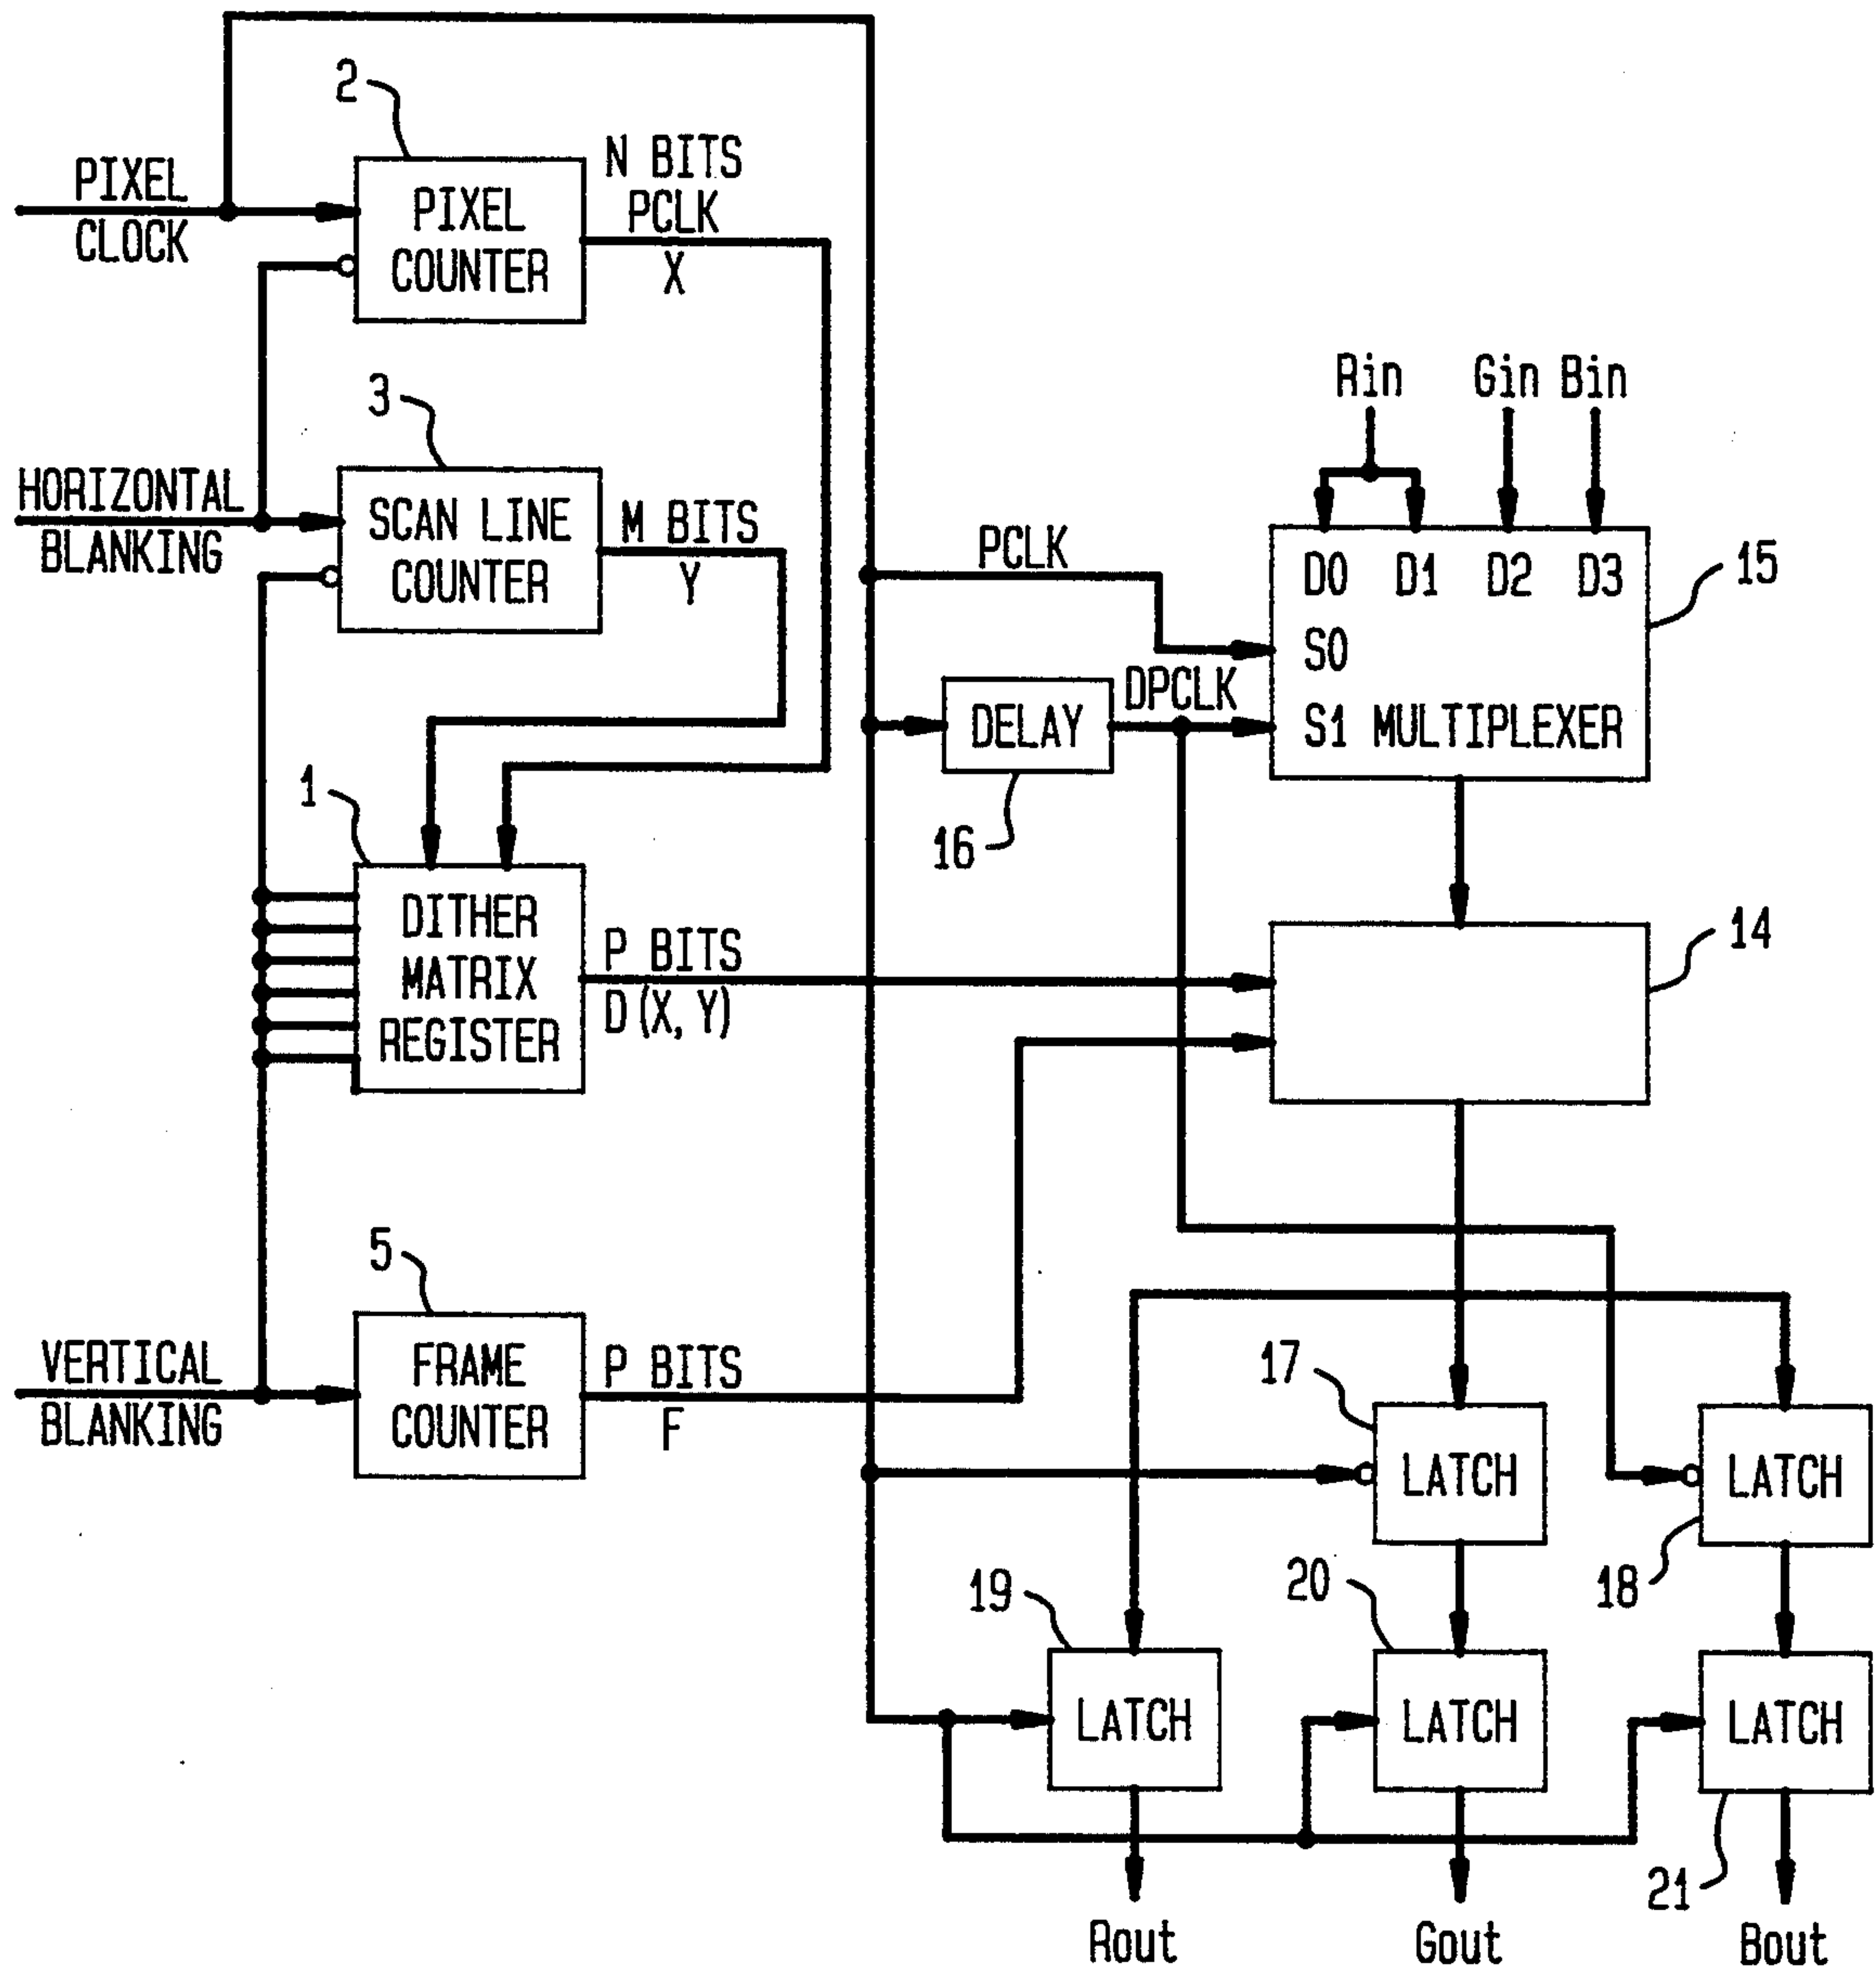 2
PIXEL
CLOCK
PIXEL
COUNTER
N BITS
PCLK
X
3
HORIZONTAL
BLANKING
SCAN LINE
COUNTER
M BITS
Y
Rin
Gin
Bin
PCLK
D0 D1 D2 D3
S0
S1 MULTIPLEXER
15
DELAY
DPCLK
16
1
DITHER
MATRIX
REGISTER
P BITS
D (X, Y)
14
5
VERTICAL
BLANKING
FRAME
COUNTER
P BITS
F
17
LATCH
LATCH
18
19
20
LATCH
LATCH
LATCH
21
Rout
Gout
Bout